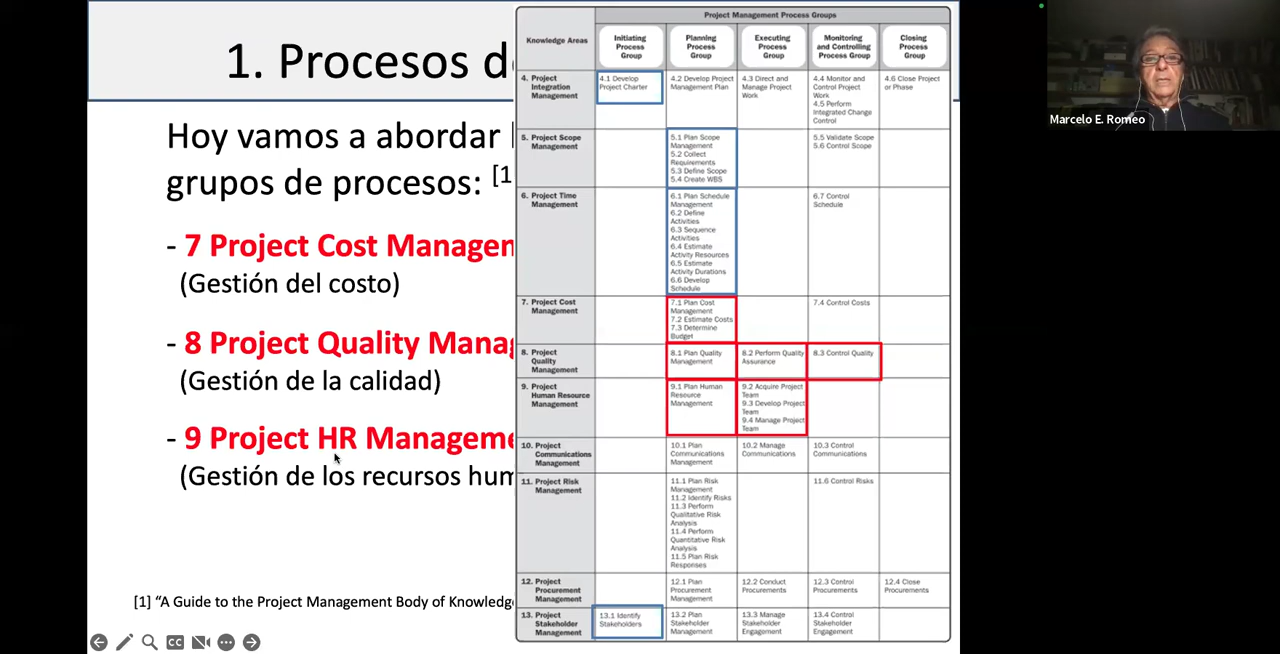 1. Procesos d
Hoy vamos a abordar
grupos de procesos: [1
- 7 Project Cost Managen
(Gestión del costo)
- 8 Project Quality Manag
(Gestión de la calidad)
- 9 Project HR Manageme
(Gestión de los recursos hum
[1] “A Guide to the Project Management Body of Knowledge
Project Management Process Groups
Knowledge Areas
Initiating
Process
Group
Planning
Process
Group
Executing
Process
Group
Monitoring
and Controlling
Process Group
Closing
Process
Group
4. Project
Integration
Management
4.1 Develop
Project Charter
4.2 Develop Project
Management Plan
4.3 Direct and
Manage Project
Work
4.4 Monitor and
Control Project
Work
4.5 Perform
Integrated Change
Control
4.6 Close Project
or Phase
5. Project Scope
Management
5.1 Plan Scope
Management
5.2 Collect
Requirements
5.3 Define Scope
5.4 Create WBS
5.5 Validate Scope
5.6 Control Scope
6. Project Time
Management
6.1 Plan Schedule
Management
6.2 Define
Activities
6.3 Sequence
Activities
6.4 Estimate
Activity Resources
6.5 Estimate
Activity Durations
6.6 Develop
Schedule
6.7 Control
Schedule
7. Project Cost
Management
7.1 Plan Cost
Management
7.2 Estimate Costs
7.3 Determine
Budget
7.4 Control Costs
8. Project
Quality
Management
8.1 Plan Quality
Management
8.2 Perform Quality
Assurance
8.3 Control Quality
9. Project
Human Resource
Management
9.1 Plan Human
Resource
Management
9.2 Acquire Project
Team
9.3 Develop Project
Team
9.4 Manage Project
Team
10. Project
Communications
Management
10.1 Plan
Communications
Management
10.2 Manage
Communications
10.3 Control
Communications
11. Project Risk
Management
11.1 Plan Risk
Management
11.2 Identify Risks
11.3 Perform
Qualitative Risk
Analysis
11.4 Perform
Quantitative Risk
Analysis
11.5 Plan Risk
Responses
11.6 Control Risks
12. Project
Procurement
Management
12.1 Plan
Procurement
Management
12.2 Conduct
Procurements
12.3 Control
Procurements
12.4 Close
Procurements
13. Project
Stakeholder
Management
13.1 Identify
Stakeholders
13.2 Plan
Stakeholder
Management
13.3 Manage
Stakeholder
Engagement
13.4 Control
Stakeholder
Engagement
CC
Marcelo E. Romeo